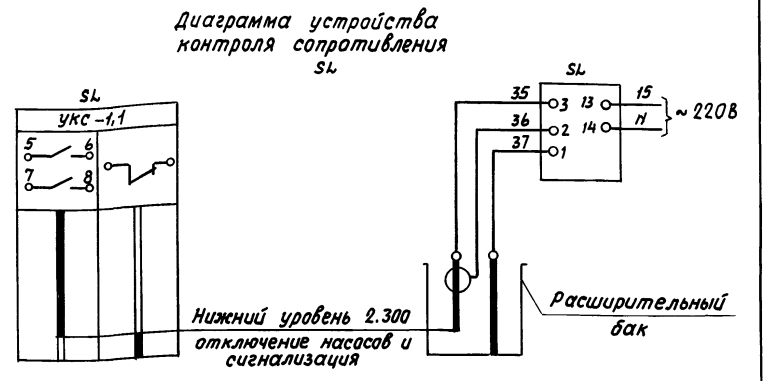 Диаграмма устройства
контроля сопротивления
SL
SL
УКС-1,1
5 6
7 8
SL
35 3 13 15
36 2 14 N
37 1
~ 220В
Нижний уровень 2.300
отключение насосов и
сигнализация
Расширительный
бак